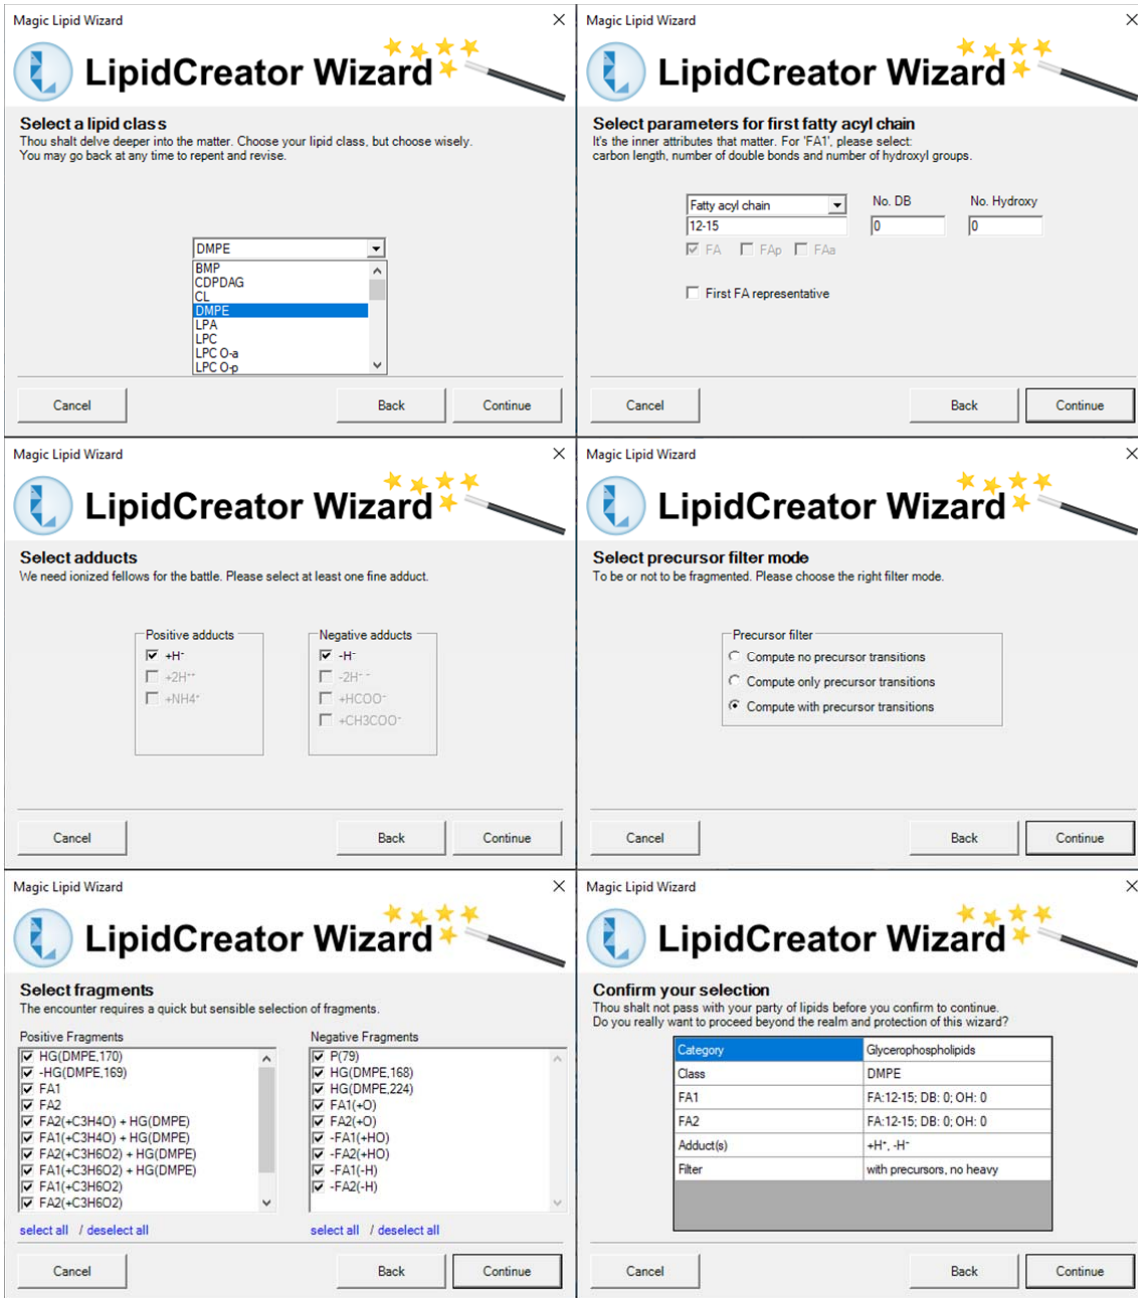 Magic Lipid Wizard
LipidCreator Wizard
Select a lipid class
Thou shalt delve deeper into the matter. Choose your lipid class, but choose wisely.
You may go back at any time to repent and revise.
DMPE
BMP
CDPDAG
CL
DMPE
LPA
LPC
LPC O-a
LPC O-p
Cancel
Back
Continue
Magic Lipid Wizard
LipidCreator Wizard
Select parameters for first fatty acyl chain
It's the inner attributes that matter. For 'FA1', please select:
carbon length, number of double bonds and number of hydroxyl groups.
Fatty acyl chain
No. DB
No. Hydroxy
12-15
0
0
FA FAp FAa
First FA representative
Cancel
Back
Continue
Magic Lipid Wizard
LipidCreator Wizard
Select adducts
We need ionized fellows for the battle. Please select at least one fine adduct.
Positive adducts
+H⁺
+2H⁺⁺
+NH4⁺
Negative adducts
-H⁻
-2H⁻ ⁻
+HCOO⁻
+CH3COO⁻
Cancel
Back
Continue
Magic Lipid Wizard
LipidCreator Wizard
Select precursor filter mode
To be or not to be fragmented. Please choose the right filter mode.
Precursor filter
Compute no precursor transitions
Compute only precursor transitions
Compute with precursor transitions
Cancel
Back
Continue
Magic Lipid Wizard
LipidCreator Wizard
Select fragments
The encounter requires a quick but sensible selection of fragments.
Positive Fragments
HG(DMPE,170)
-HG(DMPE,169)
FA1
FA2
FA2(+C3H4O) + HG(DMPE)
FA1(+C3H4O) + HG(DMPE)
FA2(+C3H6O2) + HG(DMPE)
FA1(+C3H6O2) + HG(DMPE)
FA1(+C3H6O2)
FA2(+C3H6O2)
select all / deselect all
Negative Fragments
P(79)
HG(DMPE,168)
HG(DMPE,224)
FA1(+O)
FA2(+O)
-FA1(+HO)
-FA2(+HO)
-FA1(-H)
-FA2(-H)
select all / deselect all
Cancel
Back
Continue
Magic Lipid Wizard
LipidCreator Wizard
Confirm your selection
Thou shalt not pass with your party of lipids before you confirm to continue.
Do you really want to proceed beyond the realm and protection of this wizard?
Category Glycerophospholipids
Class DMPE
FA1 FA:12-15; DB: 0; OH: 0
FA2 FA:12-15; DB: 0; OH: 0
Adduct(s) +H⁺, -H⁻
Filter with precursors, no heavy
Cancel
Back
Continue